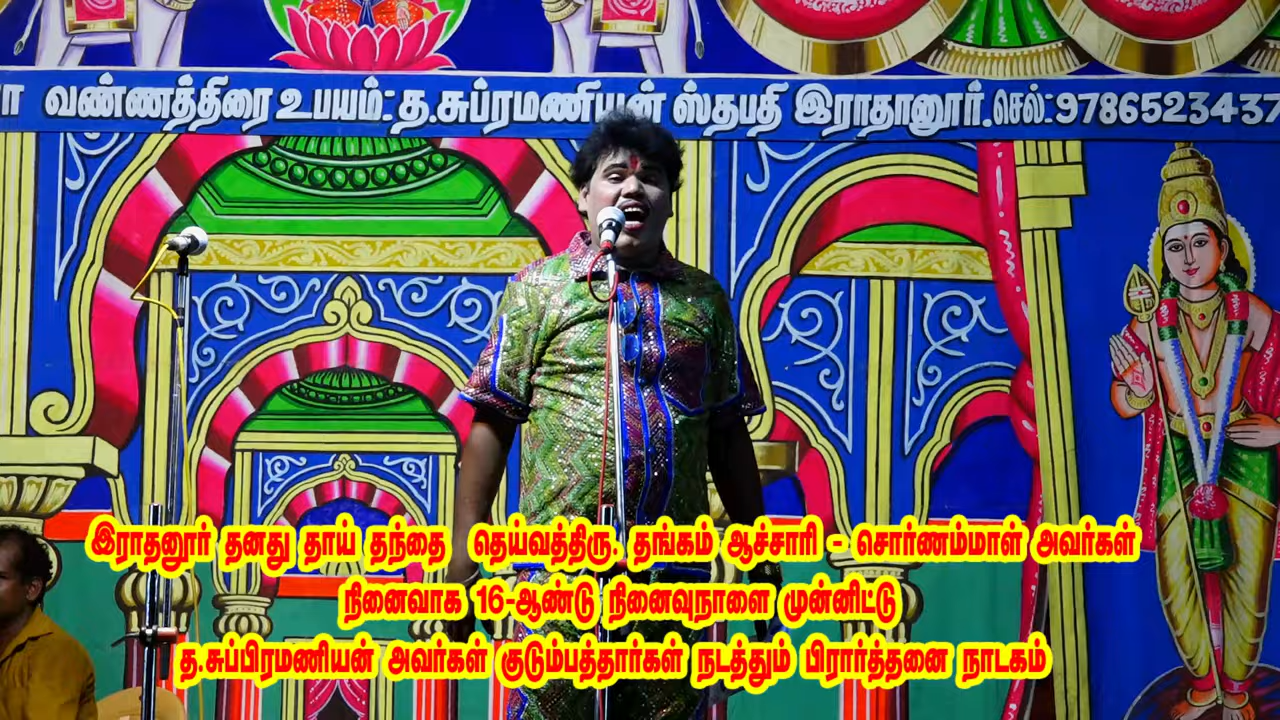 வண்ணத்திரை உபயம்:-த.சுப்ரமணியன் ஸ்தபதி இராதானூர்.செல்:9786523437
இராதனூர் தனது தாய் தந்தை தெய்வத்திரு. தங்கம் ஆச்சாரி - சொர்ணம்மாள் அவர்கள்
நினைவாக 16-ஆண்டு நினைவுநாளை முன்னிட்டு
த.சுப்பிரமணியன் அவர்கள் குடும்பத்தார்கள் நடத்தும் பிரார்த்தனை நாடகம்